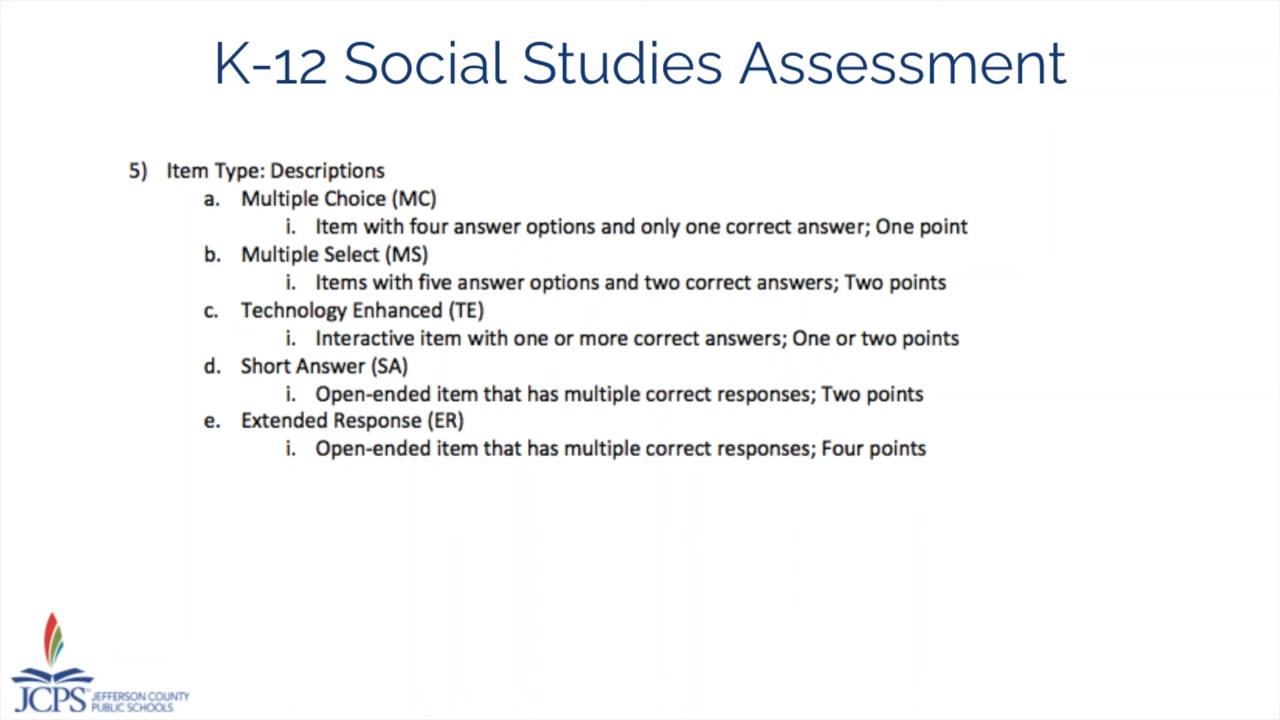 K-12 Social Studies Assessment
5) Item Type: Descriptions
a. Multiple Choice (MC)
i. Item with four answer options and only one correct answer; One point
b. Multiple Select (MS)
i. Items with five answer options and two correct answers; Two points
c. Technology Enhanced (TE)
i. Interactive item with one or more correct answers; One or two points
d. Short Answer (SA)
i. Open-ended item that has multiple correct responses; Two points
e. Extended Response (ER)
i. Open-ended item that has multiple correct responses; Four points
JCPS JEFFERSON COUNTY
PUBLIC SCHOOLS